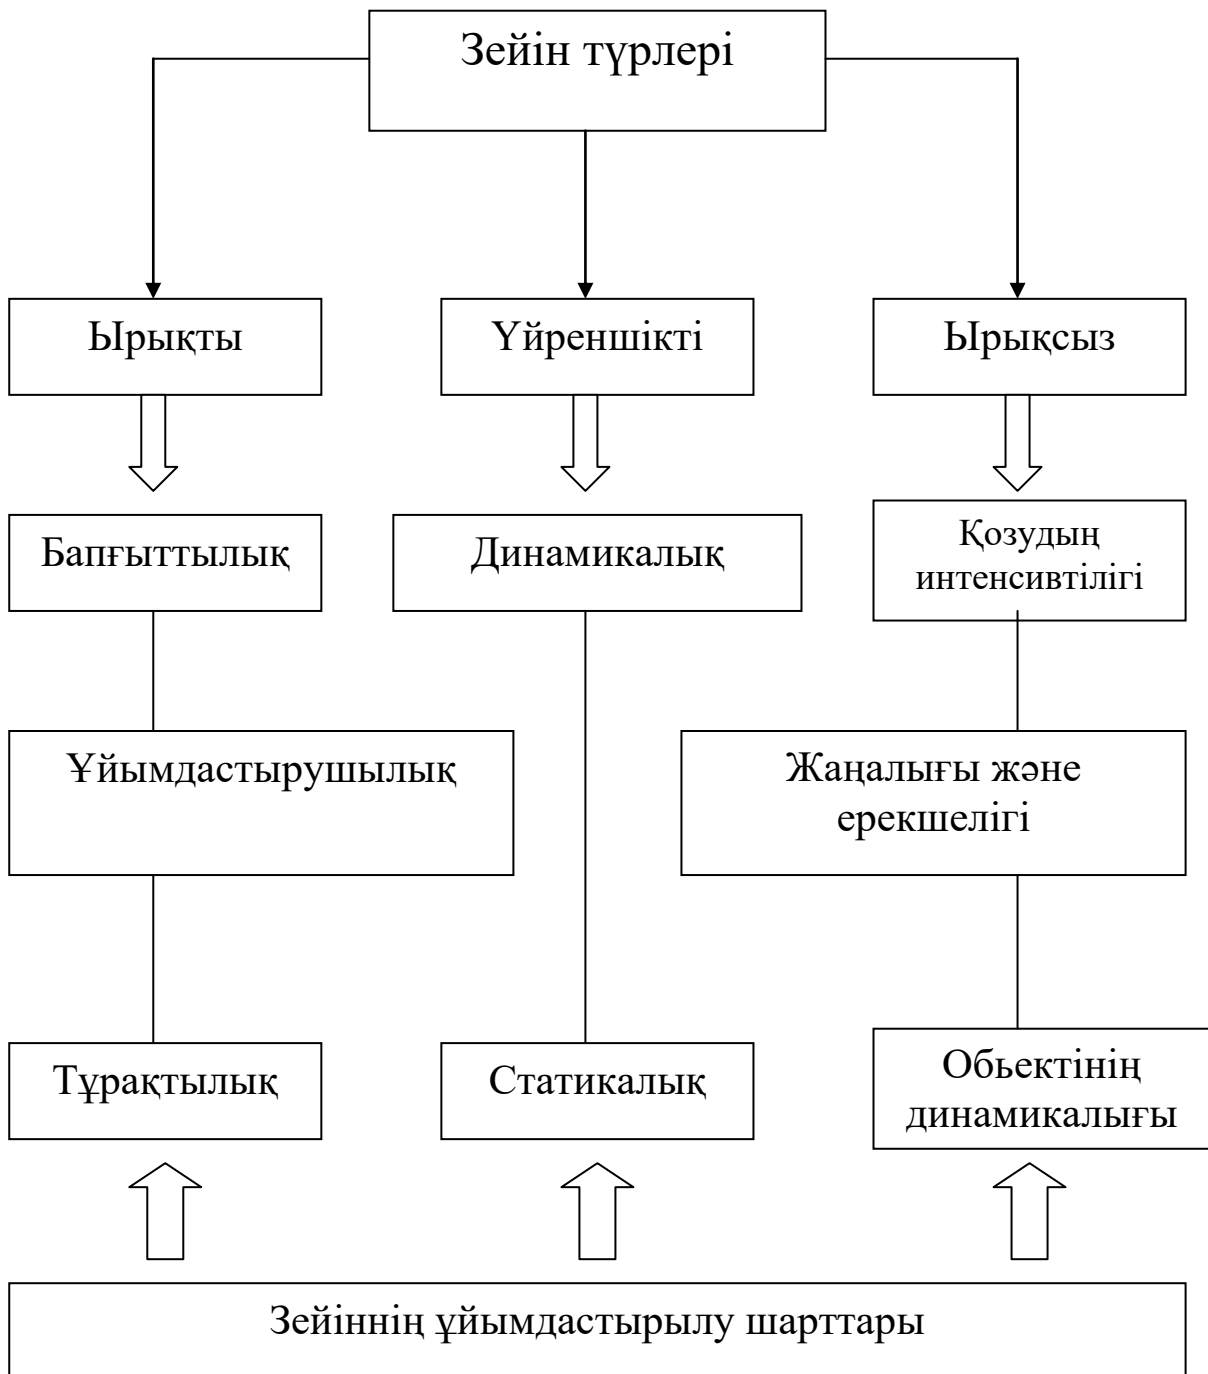 Зейін түрлері
Ырықты
Үйреншікті
Ырықсыз
Бапғыттылық
Динамикалық
Қозудың
интенсивтілігі
Ұйымдастырушылық
Жаңалығы және
ерекшелігі
Тұрақтылық
Статикалық
Обьектінің
динамикалығы
Зейіннің ұйымдастырылу шарттары